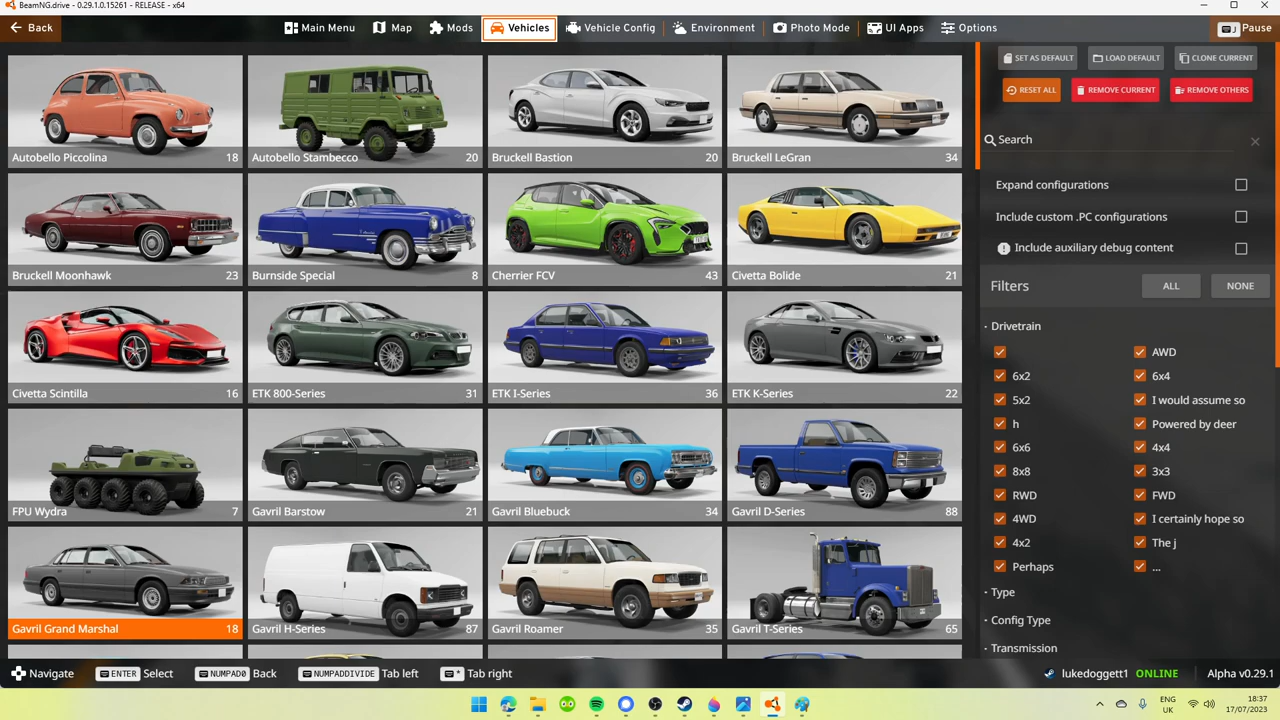 BeamNG.drive - 0.29.1.0.15261 - RELEASE - x64
Back
Main Menu
Map
Mods
Vehicles
Vehicle Config
Environment
Photo Mode
UI Apps
Options
J
Pause
Autobello Piccolina 18
Autobello Stambecco 20
Bruckell Bastion 20
Bruckell LeGran 34
Bruckell Moonhawk 23
Burnside Special 8
Cherrier FCV 43
Civetta Bolide 21
Civetta Scintilla 16
ETK 800-Series 31
ETK I-Series 36
ETK K-Series 22
FPU Wydra 7
Gavril Barstow 21
Gavril Bluebuck 34
Gavril D-Series 88
Gavril Grand Marshal 18
Gavril H-Series 87
Gavril Roamer 35
Gavril T-Series 65
SET AS DEFAULT
LOAD DEFAULT
CLONE CURRENT
RESET ALL
REMOVE CURRENT
REMOVE OTHERS
Search
Expand configurations
Include custom .PC configurations
Include auxiliary debug content
Filters
ALL
NONE
- Drivetrain
AWD
6x2
6x4
5x2
I would assume so
h
Powered by deer
6x6
4x4
8x8
3x3
RWD
FWD
4WD
I certainly hope so
4x2
The j
Perhaps
...
- Type
- Config Type
- Transmission
Navigate
ENTER Select
NUMPAD0 Back
NUMPADDIVIDE Tab left
* Tab right
lukedoggett1 ONLINE
Alpha v0.29.1
ENG
UK
18:37
17/07/2023